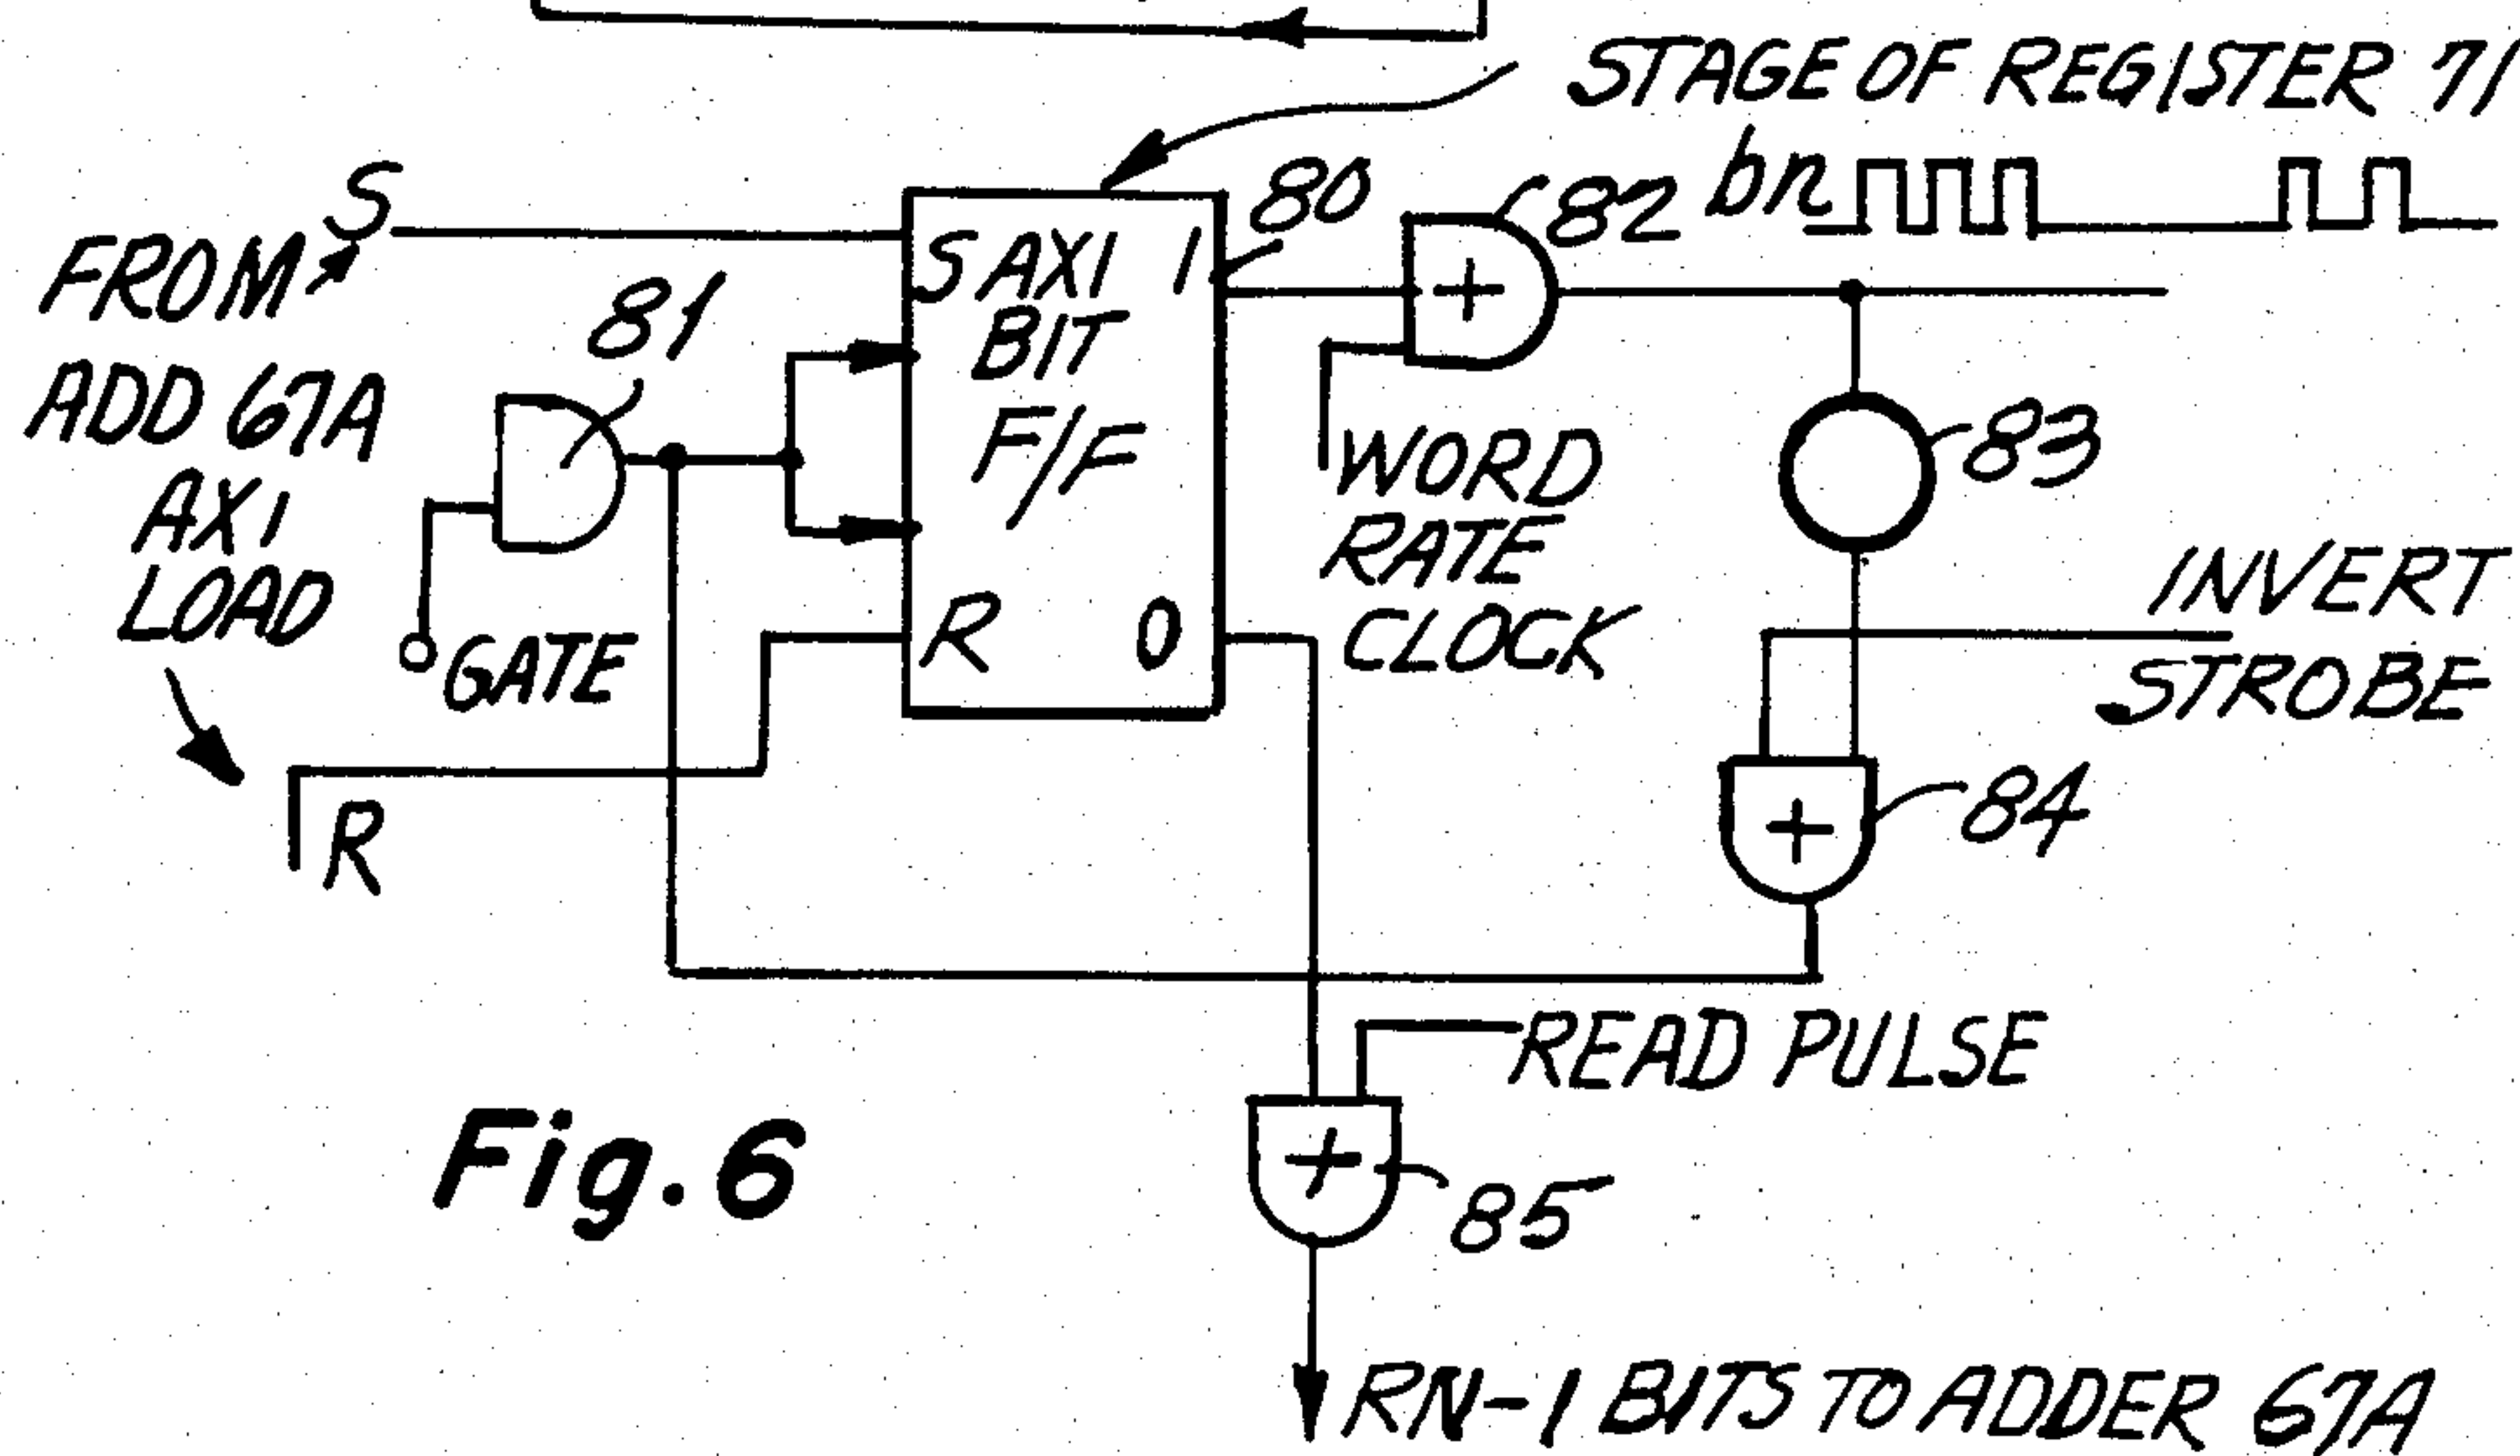 STAGE OF REGISTER 71
bn
S
80
82
FROM
S AXI 1
81
BIT
ADD 67A
F/F
83
AXI
WORD
LOAD
RATE
INVERT
GATE
R 0
CLOCK
STROBE
R
84
READ PULSE
Fig. 6
85
RN-1 BITS TO ADDER 67A